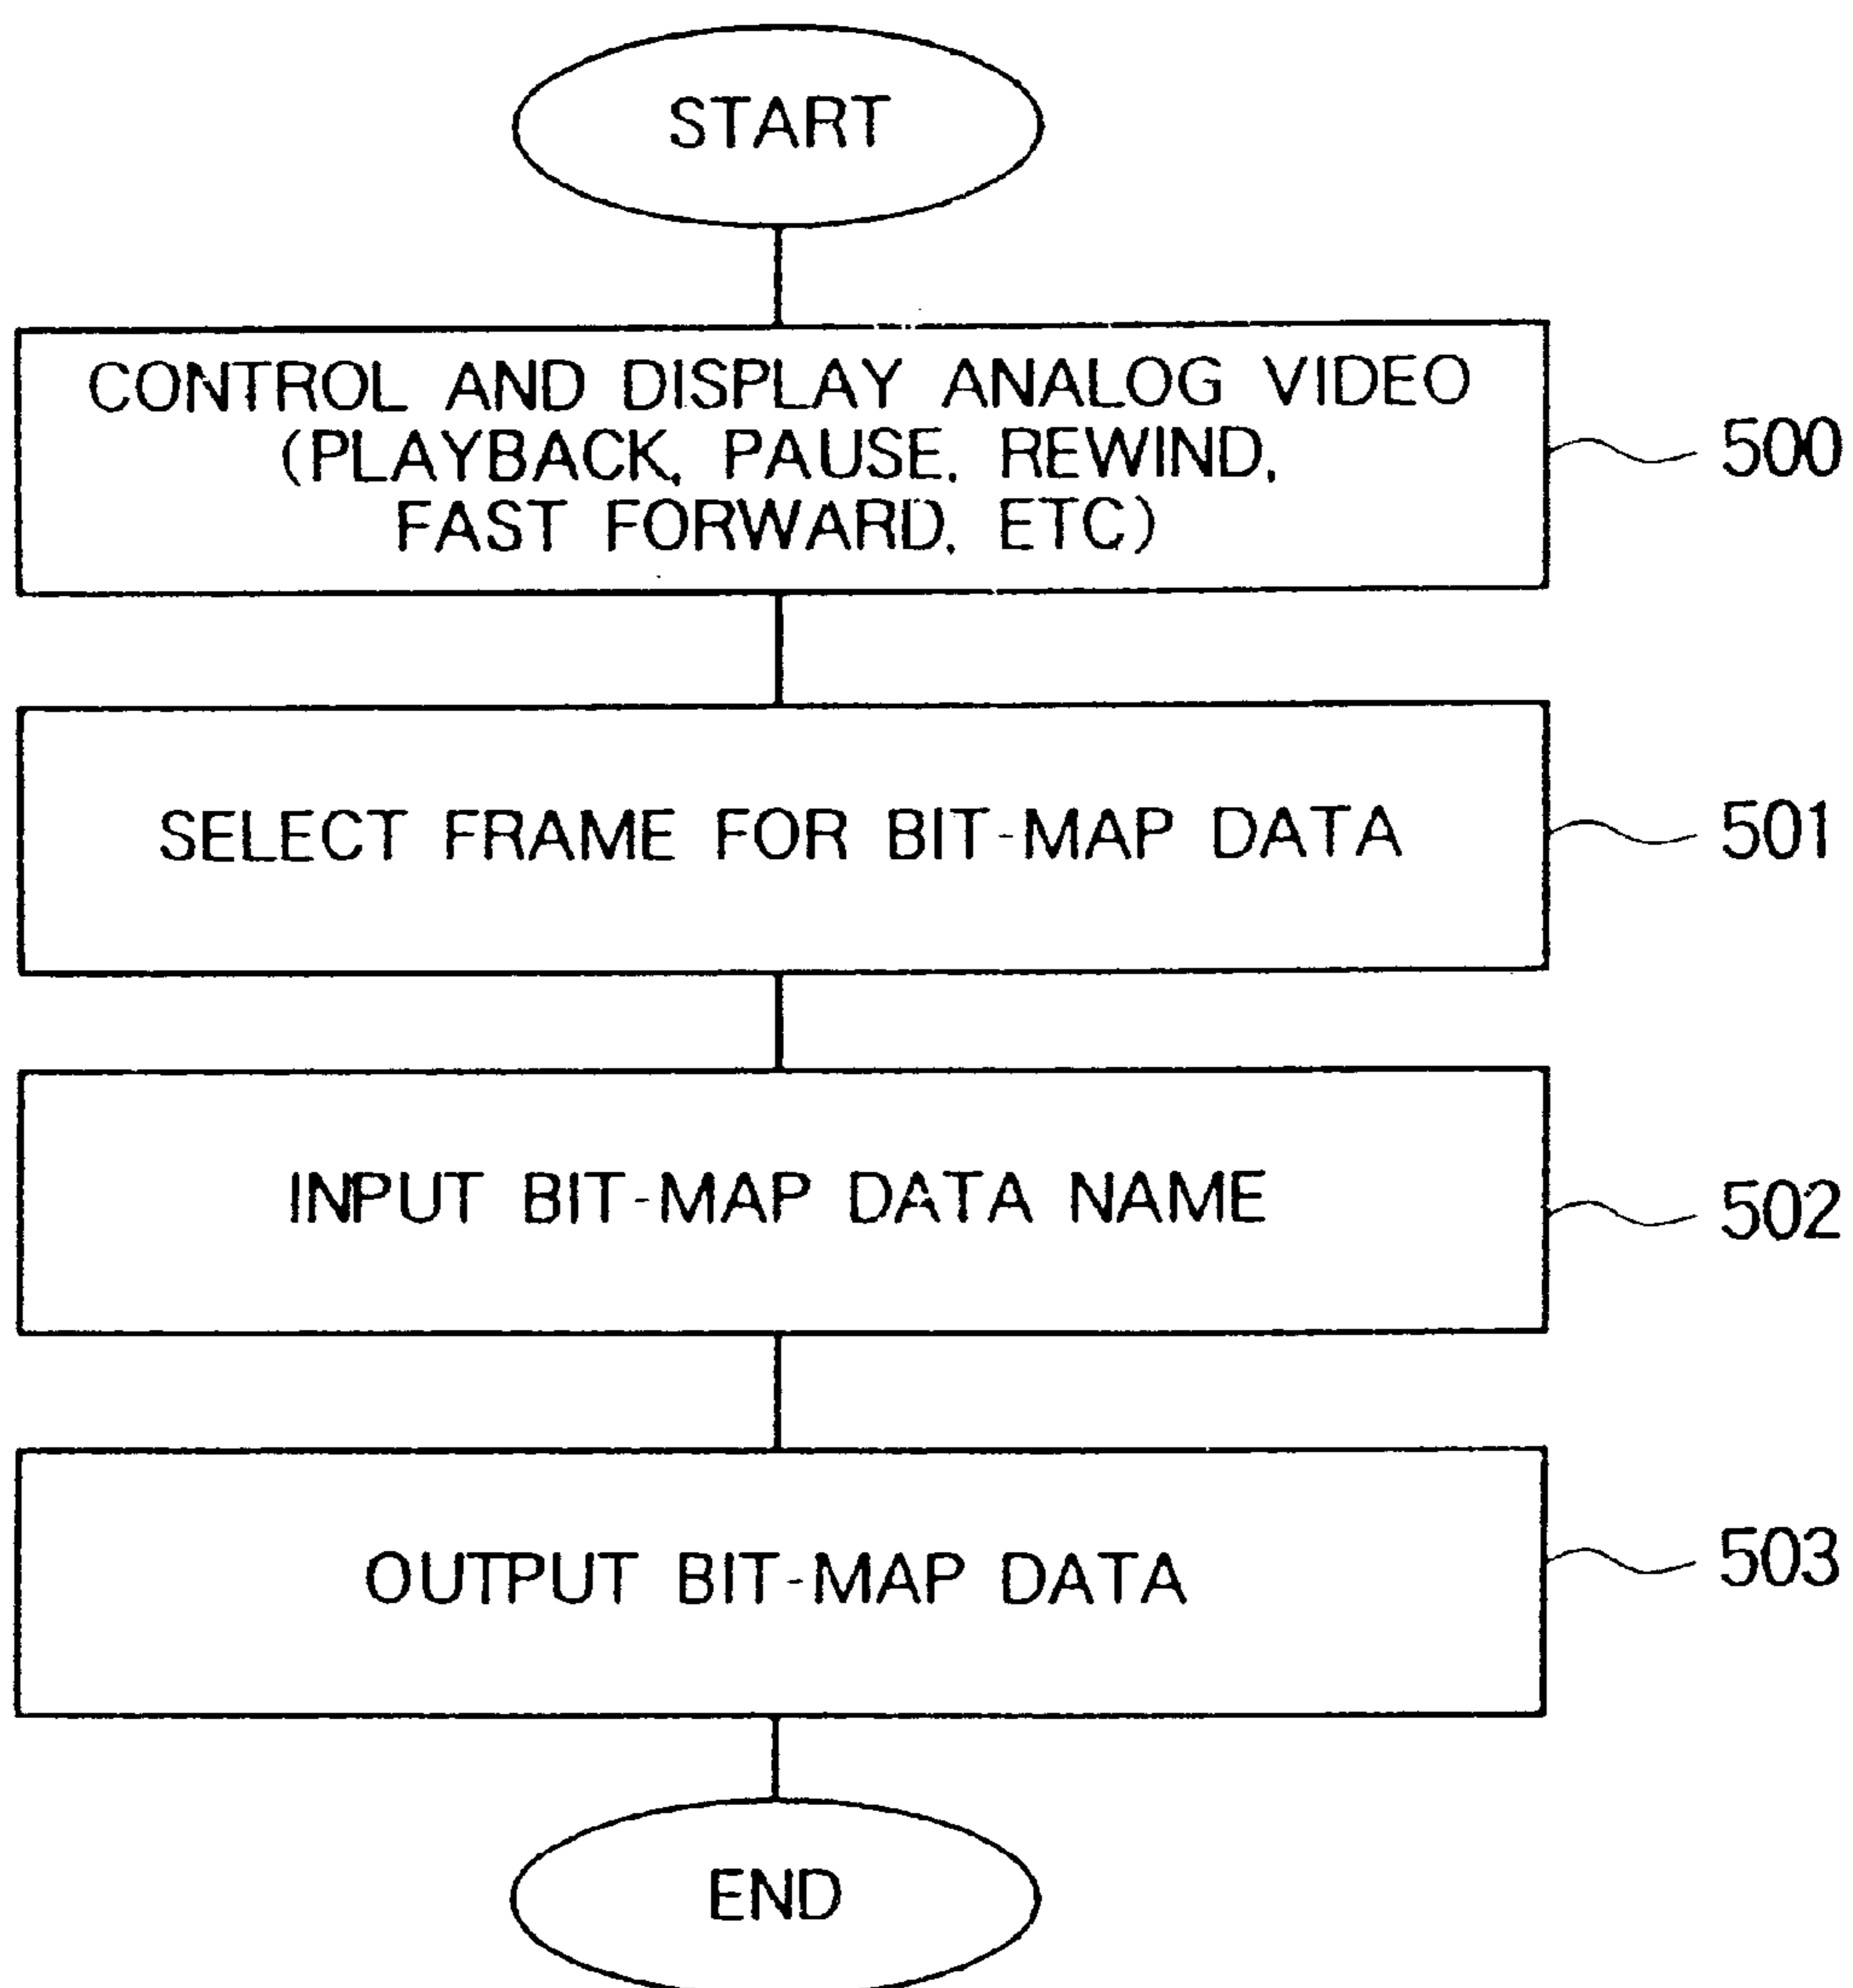 START
CONTROL AND DISPLAY ANALOG VIDEO
(PLAYBACK, PAUSE, REWIND,
FAST FORWARD, ETC)
500
SELECT FRAME FOR BIT-MAP DATA
501
INPUT BIT-MAP DATA NAME
502
OUTPUT BIT-MAP DATA
503
END